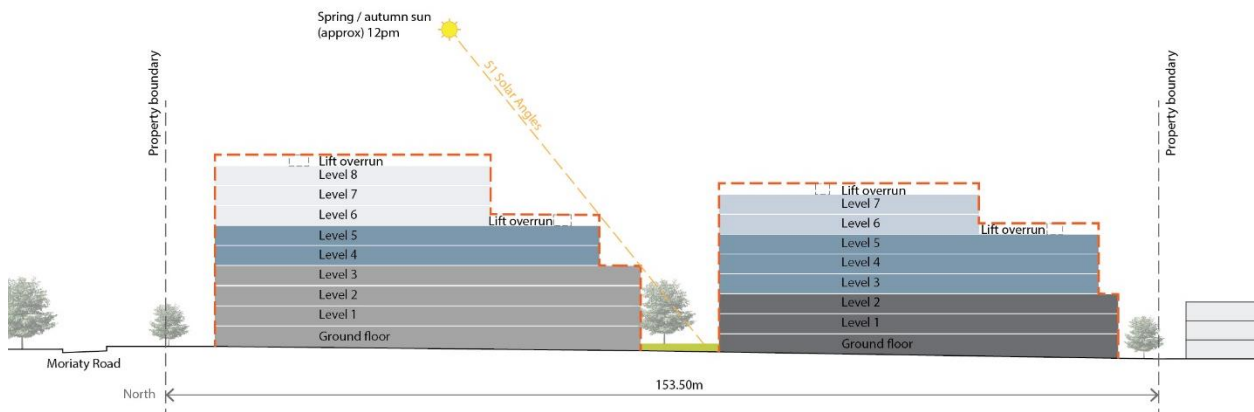 Spring / autumn sun
(approx) 12pm
51 Solar Angles
Property boundary
Property boundary
Lift overrun
Level 8
Level 7
Level 6
Lift overrun
Level 5
Level 4
Level 3
Level 2
Level 1
Ground floor
Lift overrun
Level 7
Level 6
Lift overrun
Level 5
Level 4
Level 3
Level 2
Level 1
Ground floor
Moriaty Road
North
153.50m